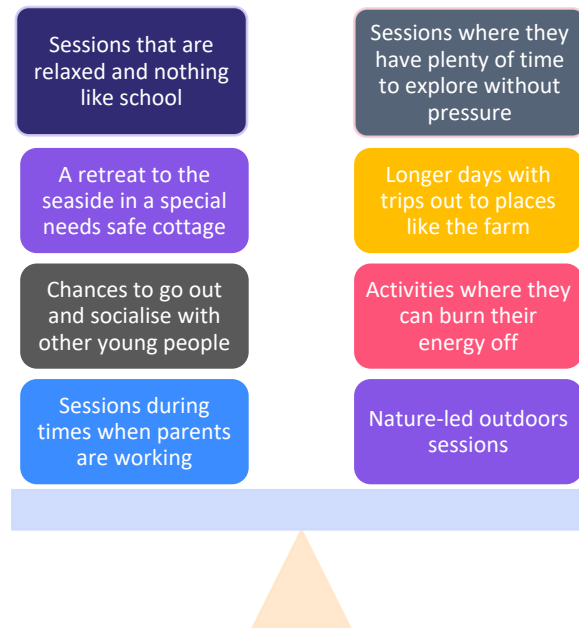 Sessions that are
relaxed and nothing
like school
Sessions where they
have plenty of time
to explore without
pressure
A retreat to the
seaside in a special
needs safe cottage
Longer days with
trips out to places
like the farm
Chances to go out
and socialise with
other young people
Activities where they
can burn their
energy off
Sessions during
times when parents
are working
Nature-led outdoors
sessions